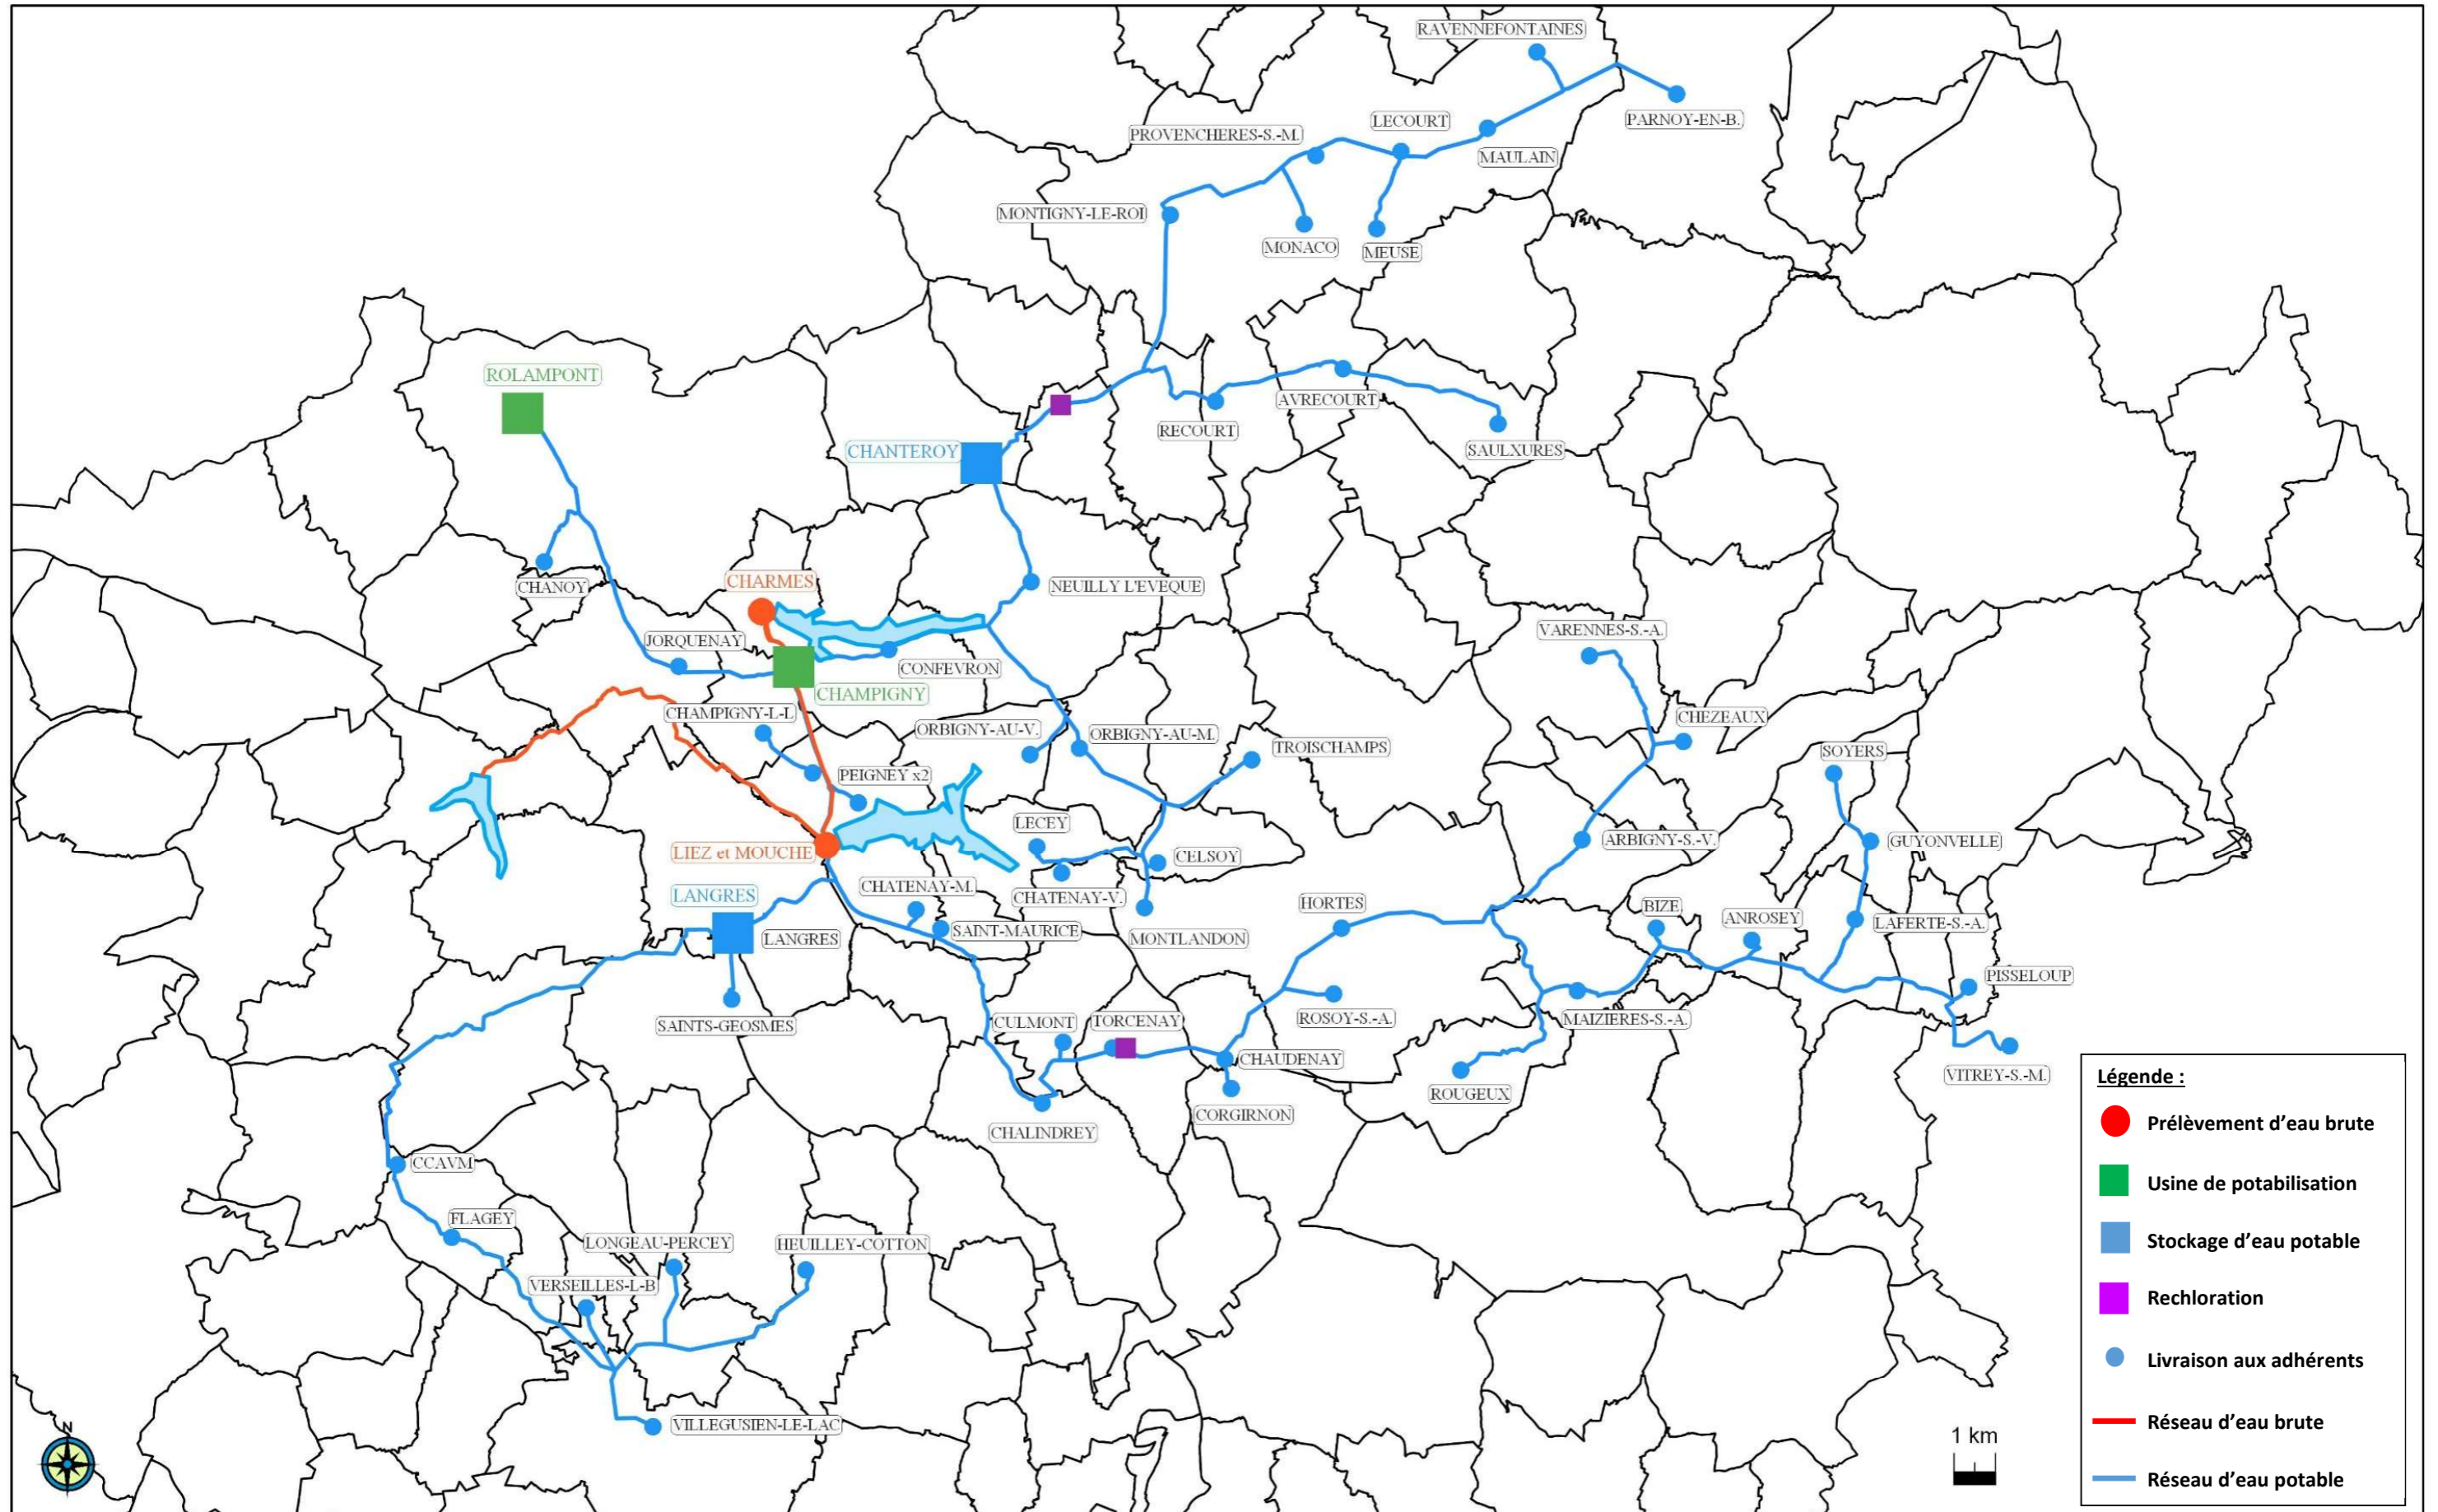 RAVENNEFONTAINES
PARNOY-EN-B.
LECOURT
PROVENCHERES-S.-M.
MAULAIN
MONTIGNY-LE-ROI
MONACO
MEUSE
ROLAMPONT
AVRECOURT
RECOURT
CHANTEROY
SAULXURES
CHARMES
CHANOY
NEUILLY L'EVEQUE
JORQUENAY
VARENNES-S.-A.
CONFEVRON
CHAMPIGNY
CHAMPIGNY-L-L
CHEZEAUX
ORBIGNY-AU-V.
ORBIGNY-AU-M.
TROISCHAMPS
SOYERS
PEIGNEY x2
LECEY
ARBIGNY-S.-V.
GUYONVELLE
LIEZ et MOUCHE
CELSOY
CHATENAY-M.
LANGRES
CHATENAY-V.
HORTES
BIZE
ANROSEY
LAFERTE-S.-A.
SAINT-MAURICE
LANGRES
MONTLANDON
PISSELOUP
SAINTS-GEOSMES
CULMONT
TORCENAY
ROSOY-S.-A.
MAIZIERES-S.-A.
CHAUDENAY
VITREY-S.-M.
ROUGEUX
CORGIRNON
CHALINDREY
CCAVM
FLAGEY
LONGEAU-PERCEY
HEUILLEY-COTTON
VERSEILLES-L-B
VILLEGUSIEN-LE-LAC
N
1 km
Légende :
Prélèvement d'eau brute
Usine de potabilisation
Stockage d'eau potable
Rechloration
Livraison aux adhérents
Réseau d'eau brute
Réseau d'eau potable